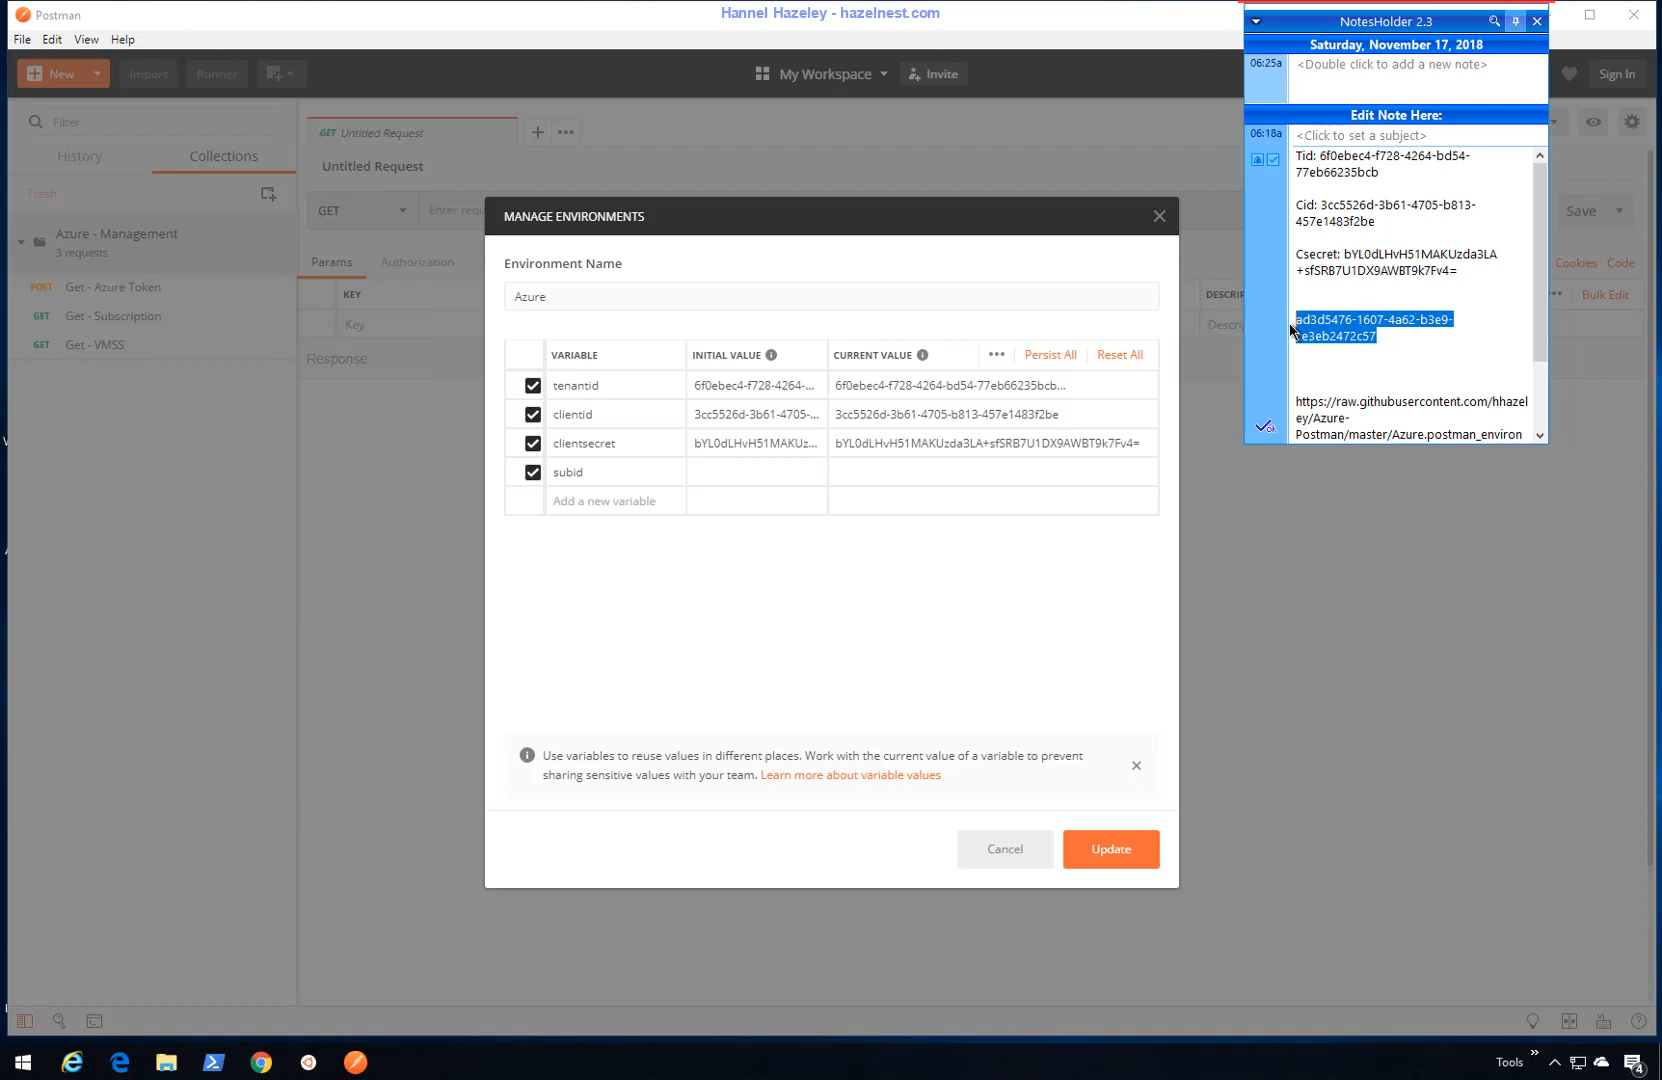 Postman
Hannel Hazeley - hazelnest.com
File Edit View Help
New
Import
Runner
My Workspace
Invite
Sign In
Filter
History
Collections
Trash
Azure - Management
3 requests
POST Get - Azure Token
GET Get - Subscription
GET Get - VMSS
GET Untitled Request
Untitled Request
GET
Enter requ
Save
Params
Authorization
Cookies Code
KEY
DESCRIP
Bulk Edit
Key
Descrip
Response
MANAGE ENVIRONMENTS
Environment Name
Azure
VARIABLE INITIAL VALUE CURRENT VALUE Persist All Reset All
tenantid 6f0ebec4-f728-4264-... 6f0ebec4-f728-4264-bd54-77eb66235bcb...
clientid 3cc5526d-3b61-4705-... 3cc5526d-3b61-4705-b813-457e1483f2be
clientsecret bYL0dLHvH51MAKUz... bYL0dLHvH51MAKUzda3LA+sfSRB7U1DX9AWBT9k7Fv4=
subid
Add a new variable
Use variables to reuse values in different places. Work with the current value of a variable to prevent
sharing sensitive values with your team. Learn more about variable values
Cancel
Update
NotesHolder 2.3
Saturday, November 17, 2018
06:25a <Double click to add a new note>
Edit Note Here:
06:18a <Click to set a subject>
Tid: 6f0ebec4-f728-4264-bd54-
77eb66235bcb
Cid: 3cc5526d-3b61-4705-b813-
457e1483f2be
Csecret: bYL0dLHvH51MAKUzda3LA
+sfSRB7U1DX9AWBT9k7Fv4=
ad3d5476-1607-4a62-b3e9-
e3eb2472c57
https://raw.githubusercontent.com/hhazel
ey/Azure-
Postman/master/Azure.postman_environ
Ok
Tools
4